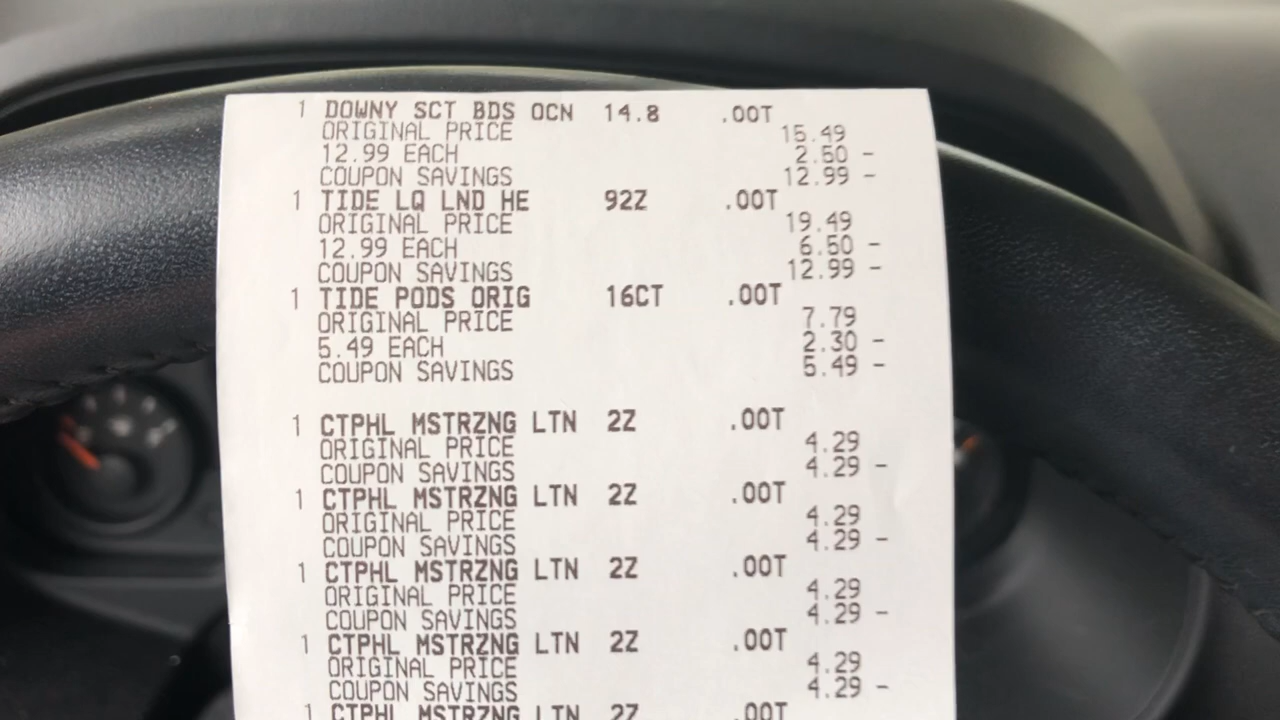 1 DOWNY SCT BDS OCN 14.8 .00T
ORIGINAL PRICE 15.49
12.99 EACH 2.50 -
COUPON SAVINGS 12.99 -
1 TIDE LQ LND HE 92Z .00T
ORIGINAL PRICE 19.49
12.99 EACH 6.50 -
COUPON SAVINGS 12.99 -
1 TIDE PODS ORIG 16CT .00T
ORIGINAL PRICE 7.79
5.49 EACH 2.30 -
COUPON SAVINGS 5.49 -
1 CTPHL MSTRZNG LTN 2Z .00T
ORIGINAL PRICE 4.29
COUPON SAVINGS 4.29 -
1 CTPHL MSTRZNG LTN 2Z .00T
ORIGINAL PRICE 4.29
COUPON SAVINGS 4.29 -
1 CTPHL MSTRZNG LTN 2Z .00T
ORIGINAL PRICE 4.29
COUPON SAVINGS 4.29 -
1 CTPHL MSTRZNG LTN 2Z .00T
ORIGINAL PRICE 4.29
COUPON SAVINGS 4.29 -
1 CTPHL MSTRZNG LTN 2Z .00T